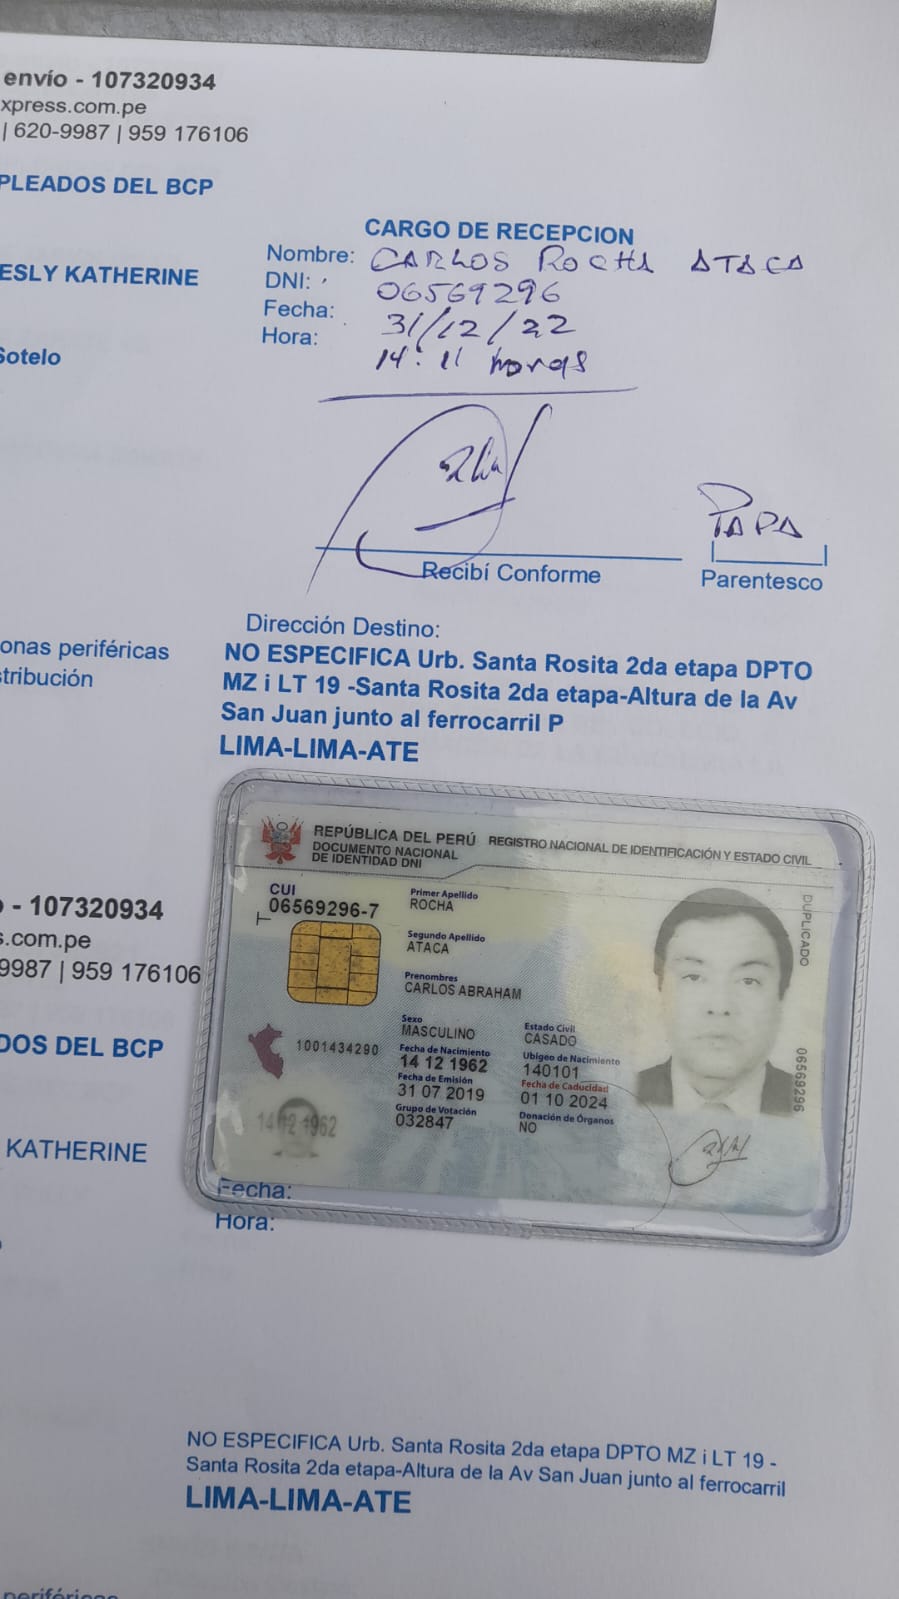 envío - 107320934
xpress.com.pe
| 620-9987 | 959 176106
PLEADOS DEL BCP
CARGO DE RECEPCION
Nombre: CARLOS ROCHA ATACA
ESLY KATHERINE
DNI: 06569296
Fecha: 31/12/22
Hora: 14:11 horas
Sotelo
PAPA
Recibí Conforme
Parentesco
Dirección Destino:
onas periféricas
NO ESPECIFICA Urb. Santa Rosita 2da etapa DPTO
stribución
MZ i LT 19 -Santa Rosita 2da etapa-Altura de la Av
San Juan junto al ferrocarril P
LIMA-LIMA-ATE
REPÚBLICA DEL PERÚ REGISTRO NACIONAL DE IDENTIFICACIÓN Y ESTADO CIVIL
DOCUMENTO NACIONAL
DE IDENTIDAD DNI
CUI
06569296-7
Primer Apellido
ROCHA
Segundo Apellido
ATACA
Prenombres
CARLOS ABRAHAM
Sexo
MASCULINO
Estado Civil
CASADO
Fecha de Nacimiento
14 12 1962
Ubigeo de Nacimiento
140101
Fecha de Emisión
31 07 2019
Fecha de Caducidad
01 10 2024
Grupo de Votación
032847
Donación de Órganos
NO
1001434290
14 12 1962
DUPLICADO
06569296
- 107320934
s.com.pe
9987 | 959 176106
DOS DEL BCP
KATHERINE
Fecha:
Hora:
NO ESPECIFICA Urb. Santa Rosita 2da etapa DPTO MZ i LT 19 -
Santa Rosita 2da etapa-Altura de la Av San Juan junto al ferrocarril
LIMA-LIMA-ATE
periféricas